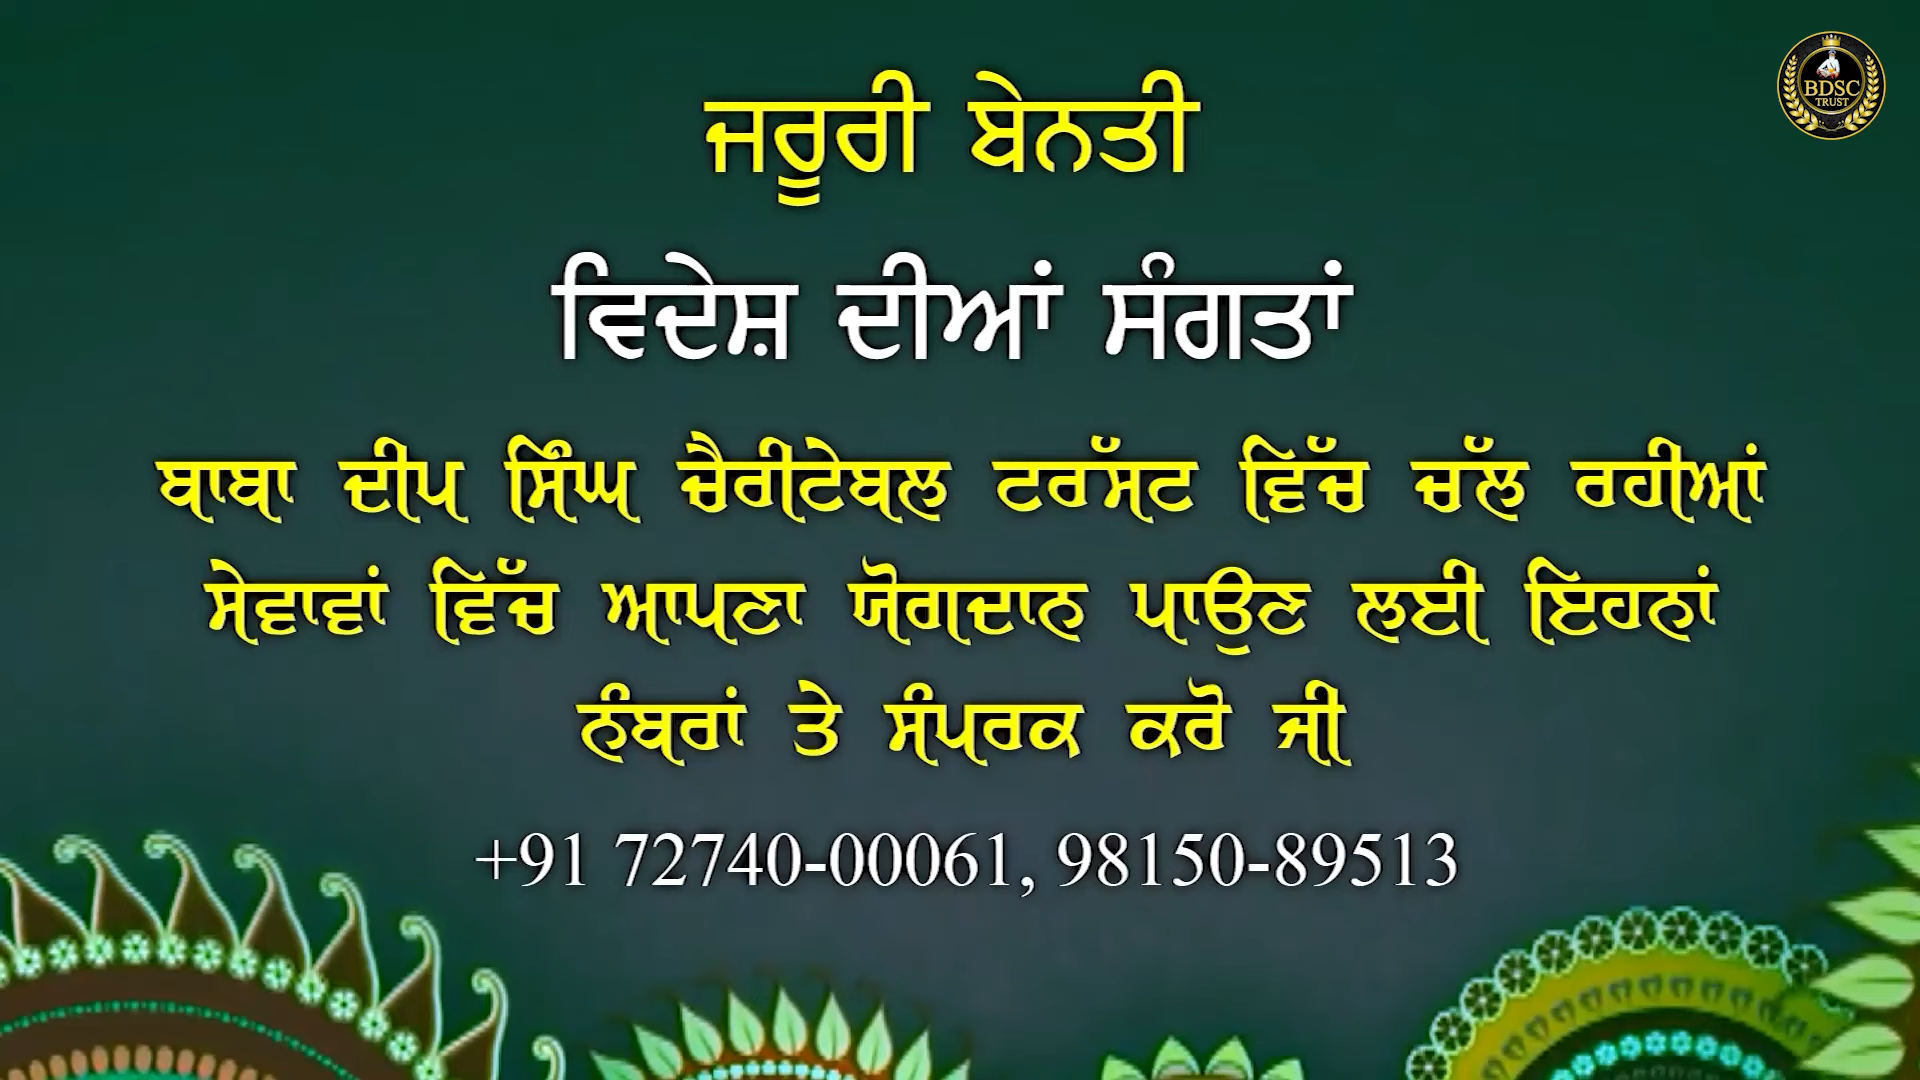 BDSC
TRUST
ਜਰੂਰੀ ਬੇਨਤੀ
ਵਿਦੇਸ਼ ਦੀਆਂ ਸੰਗਤਾਂ
ਬਾਬਾ ਦੀਪ ਸਿੰਘ ਚੈਰੀਟੇਬਲ ਟਰੱਸਟ ਵਿੱਚ ਚੱਲ ਰਹੀਆਂ
ਸੇਵਾਵਾਂ ਵਿੱਚ ਆਪਣਾ ਯੋਗਦਾਨ ਪਾਉਣ ਲਈ ਇਹਨਾਂ
ਨੰਬਰਾਂ ਤੇ ਸੰਪਰਕ ਕਰੋ ਜੀ
+91 72740-00061, 98150-89513